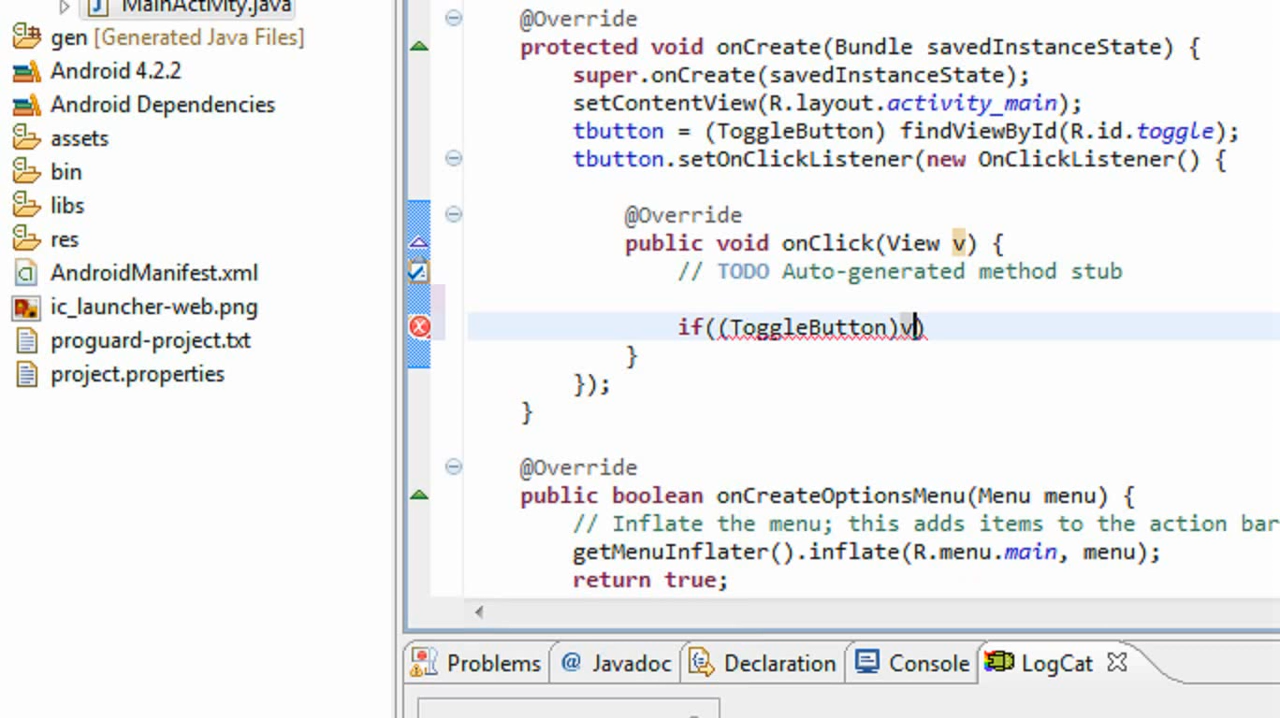 MainActivity.java
gen [Generated Java Files]
Android 4.2.2
Android Dependencies
assets
bin
libs
res
AndroidManifest.xml
ic_launcher-web.png
proguard-project.txt
project.properties
@Override
protected void onCreate(Bundle savedInstanceState) {
super.onCreate(savedInstanceState);
setContentView(R.layout.activity_main);
tbutton = (ToggleButton) findViewById(R.id.toggle);
tbutton.setOnClickListener(new OnClickListener() {
@Override
public void onClick(View v) {
// TODO Auto-generated method stub
if((ToggleButton)v)
}
});
}
@Override
public boolean onCreateOptionsMenu(Menu menu) {
// Inflate the menu; this adds items to the action bar
getMenuInflater().inflate(R.menu.main, menu);
return true;
Problems @ Javadoc Declaration Console LogCat